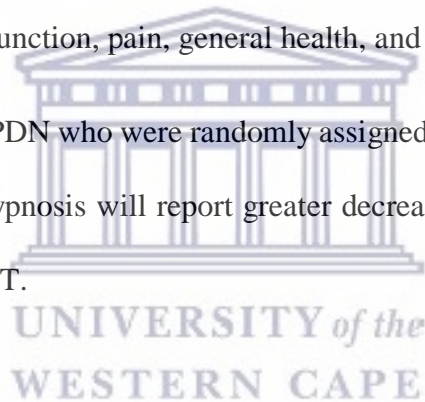 unction, pain, general health, and
PDN who were randomly assigned
ypnosis will report greater decrea
T.
UNIVERSITY of the
WESTERN CAPE